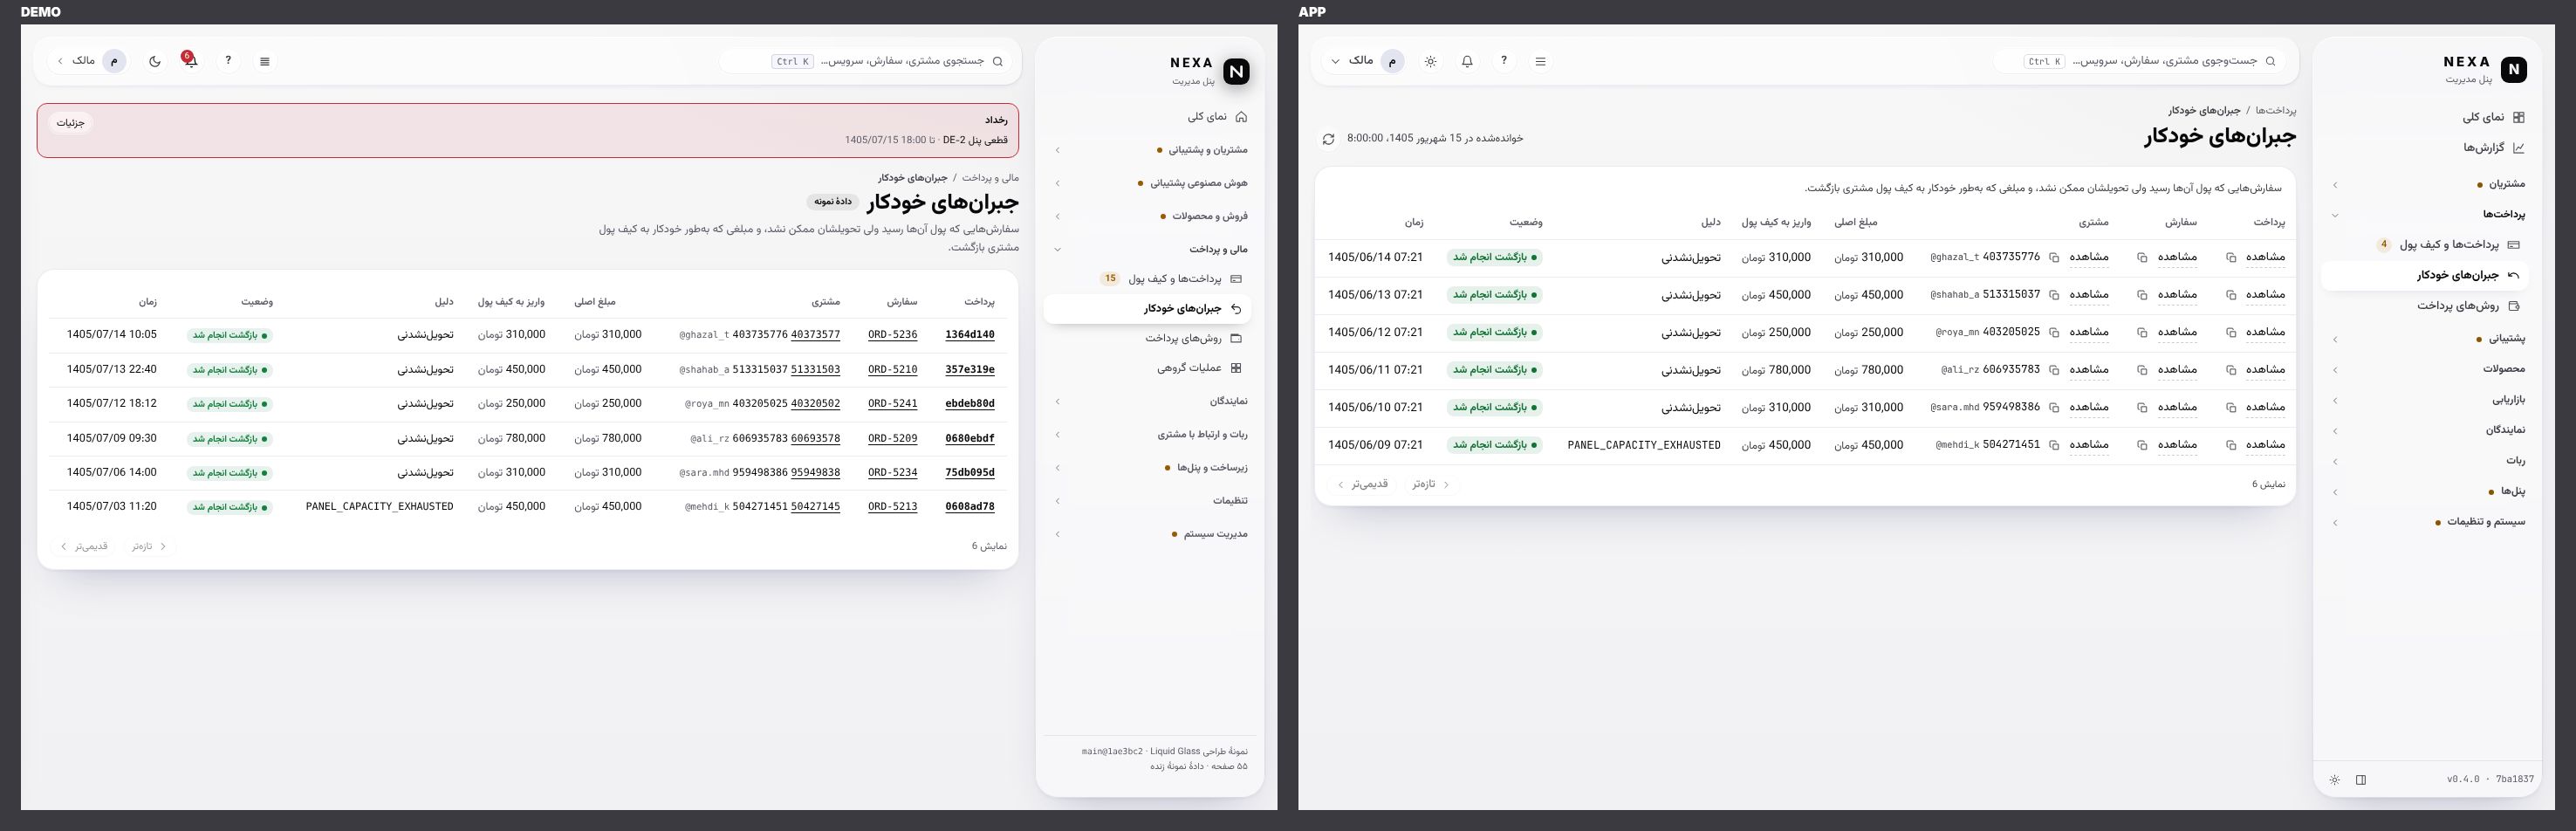 DEMO
NEXA
پنل مدیریت
جستجوی مشتری، سفارش، سرویس… Ctrl K
?
6
م مالک
نمای کلی
مشتریان و پشتیبانی
هوش مصنوعی پشتیبانی
فروش و محصولات
مالی و پرداخت
پرداخت‌ها و کیف پول 15
جبران‌های خودکار
روش‌های پرداخت
عملیات گروهی
نمایندگان
ربات و ارتباط با مشتری
زیرساخت و پنل‌ها
تنظیمات
مدیریت سیستم
نمونهٔ طراحی Liquid Glass · main@1ae3bc2
۵۵ صفحه · دادهٔ نمونهٔ زنده
رخداد
جزئیات
قطعی پنل DE-2 · تا 18:00 1405/07/15
مالی و پرداخت / جبران‌های خودکار
جبران‌های خودکار دادهٔ نمونه
سفارش‌هایی که پول آن‌ها رسید ولی تحویلشان ممکن نشد، و مبلغی که به‌طور خودکار به کیف پول
مشتری بازگشت.
پرداخت سفارش مشتری مبلغ اصلی واریز به کیف پول دلیل وضعیت زمان
1364d140 ORD-5236 40373577 403735776 @ghazal_t 310,000 تومان 310,000 تومان تحویل‌نشدنی بازگشت انجام شد 1405/07/14 10:05
357e319e ORD-5210 51331503 513315037 @shahab_a 450,000 تومان 450,000 تومان تحویل‌نشدنی بازگشت انجام شد 1405/07/13 22:40
ebdeb80d ORD-5241 40320502 403205025 @roya_mn 250,000 تومان 250,000 تومان تحویل‌نشدنی بازگشت انجام شد 1405/07/12 18:12
0680ebdf ORD-5209 60693578 606935783 @ali_rz 780,000 تومان 780,000 تومان تحویل‌نشدنی بازگشت انجام شد 1405/07/09 09:30
75db095d ORD-5234 95949838 959498386 @sara.mhd 310,000 تومان 310,000 تومان تحویل‌نشدنی بازگشت انجام شد 1405/07/06 14:00
0608ad78 ORD-5213 50427145 504271451 @mehdi_k 450,000 تومان 450,000 تومان PANEL_CAPACITY_EXHAUSTED بازگشت انجام شد 1405/07/03 11:20
نمایش 6
تازه‌تر قدیمی‌تر
APP
N
NEXA
پنل مدیریت
جست‌وجوی مشتری، سفارش، سرویس… Ctrl K
?
م مالک
نمای کلی
گزارش‌ها
مشتریان
پرداخت‌ها
پرداخت‌ها و کیف پول 4
جبران‌های خودکار
روش‌های پرداخت
پشتیبانی
محصولات
بازاریابی
نمایندگان
ربات
پنل‌ها
سیستم و تنظیمات
v0.4.0 · 7ba1837
پرداخت‌ها / جبران‌های خودکار
جبران‌های خودکار
خوانده‌شده در 15 شهریور 1405، 8:00:00
سفارش‌هایی که پول آن‌ها رسید ولی تحویلشان ممکن نشد، و مبلغی که به‌طور خودکار به کیف پول مشتری بازگشت.
پرداخت سفارش مشتری مبلغ اصلی واریز به کیف پول دلیل وضعیت زمان
مشاهده مشاهده مشاهده 403735776 @ghazal_t 310,000 تومان 310,000 تومان تحویل‌نشدنی بازگشت انجام شد 1405/06/14 07:21
مشاهده مشاهده مشاهده 513315037 @shahab_a 450,000 تومان 450,000 تومان تحویل‌نشدنی بازگشت انجام شد 1405/06/13 07:21
مشاهده مشاهده مشاهده 403205025 @roya_mn 250,000 تومان 250,000 تومان تحویل‌نشدنی بازگشت انجام شد 1405/06/12 07:21
مشاهده مشاهده مشاهده 606935783 @ali_rz 780,000 تومان 780,000 تومان تحویل‌نشدنی بازگشت انجام شد 1405/06/11 07:21
مشاهده مشاهده مشاهده 959498386 @sara.mhd 310,000 تومان 310,000 تومان تحویل‌نشدنی بازگشت انجام شد 1405/06/10 07:21
مشاهده مشاهده مشاهده 504271451 @mehdi_k 450,000 تومان 450,000 تومان PANEL_CAPACITY_EXHAUSTED بازگشت انجام شد 1405/06/09 07:21
نمایش 6
تازه‌تر قدیمی‌تر